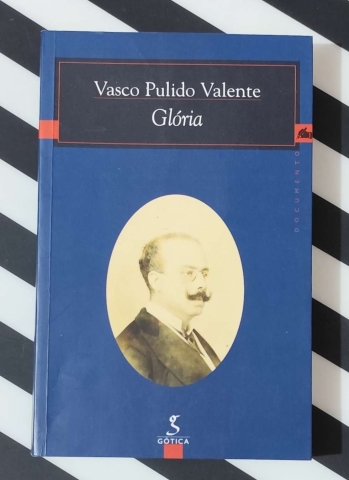 Vasco Pulido Valente
Glória
DOCUMENTO
g
GÓTICA